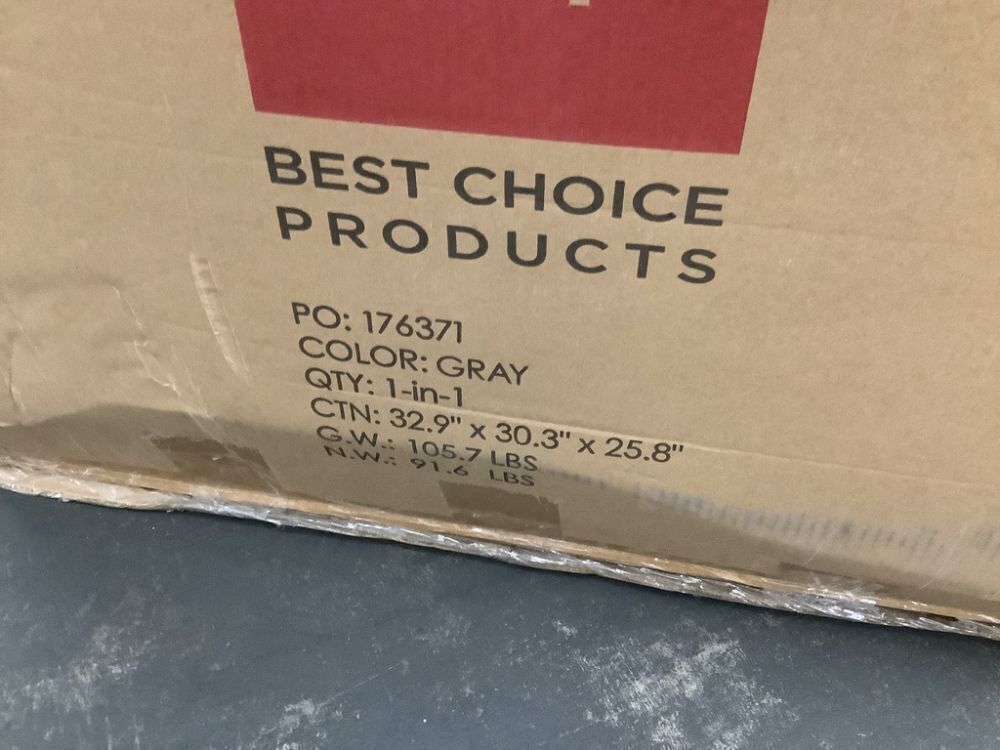 BEST CHOICE
PRODUCTS
PO: 176371
COLOR: GRAY
QTY: 1-in-1
CTN: 32.9" x 30.3" x 25.8"
G.W.: 105.7 LBS
N.W.: 91.6 LBS